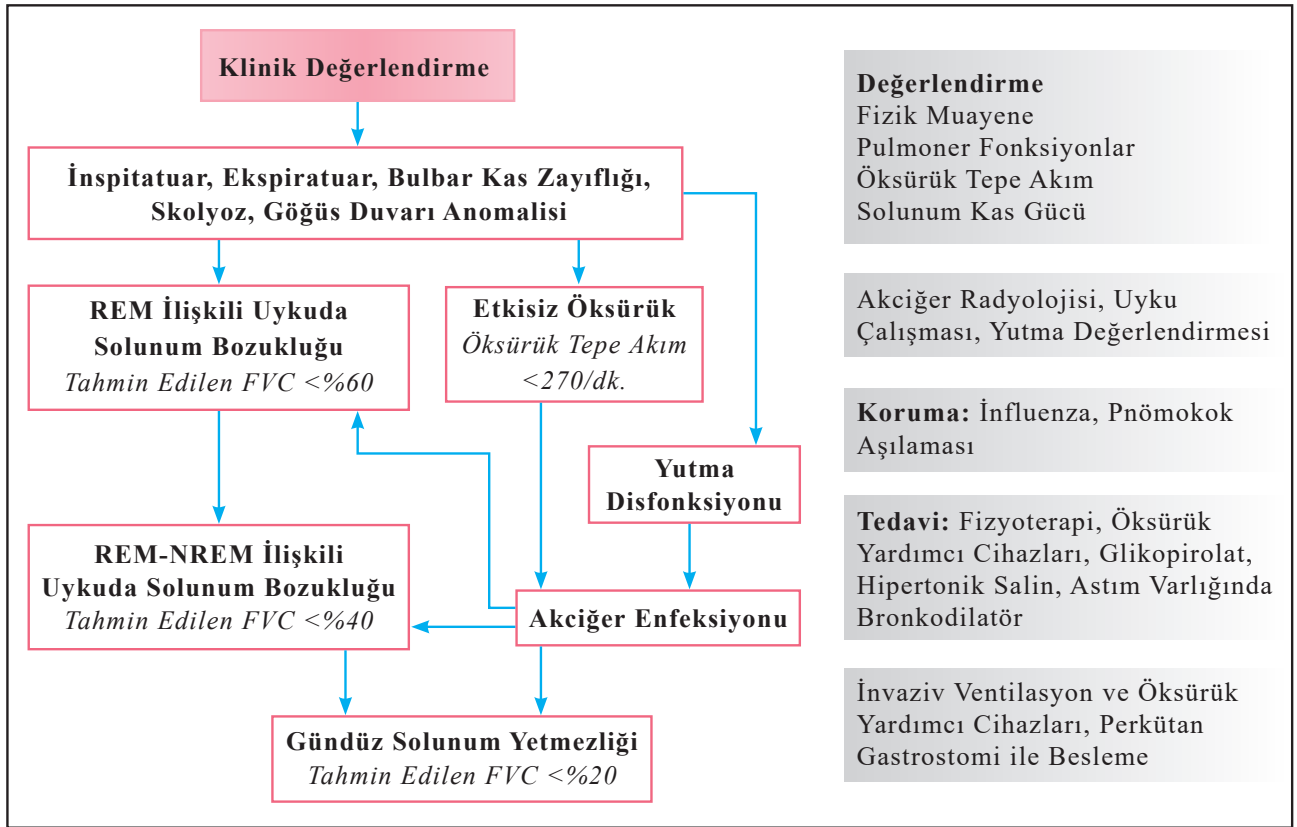 Klinik Değerlendirme
İnspitatuar, Ekspiratuar, Bulbar Kas Zayıflığı,
Skolyoz, Göğüs Duvarı Anomalisi
REM İlişkili Uykuda
Solunum Bozukluğu
Tahmin Edilen FVC <%60
Etkisiz Öksürük
Öksürük Tepe Akım
<270/dk.
Yutma
Disfonksiyonu
REM-NREM İlişkili
Uykuda Solunum Bozukluğu
Tahmin Edilen FVC <%40
Akciğer Enfeksiyonu
Gündüz Solunum Yetmezliği
Tahmin Edilen FVC <%20
Değerlendirme
Fizik Muayene
Pulmoner Fonksiyonlar
Öksürük Tepe Akım
Solunum Kas Gücü
Akciğer Radyolojisi, Uyku
Çalışması, Yutma Değerlendirmesi
Koruma: İnfluenza, Pnömokok
Aşılaması
Tedavi: Fizyoterapi, Öksürük
Yardımcı Cihazları, Glikopirolat,
Hipertonik Salin, Astım Varlığında
Bronkodilatör
İnvaziv Ventilasyon ve Öksürük
Yardımcı Cihazları, Perkütan
Gastrostomi ile Besleme